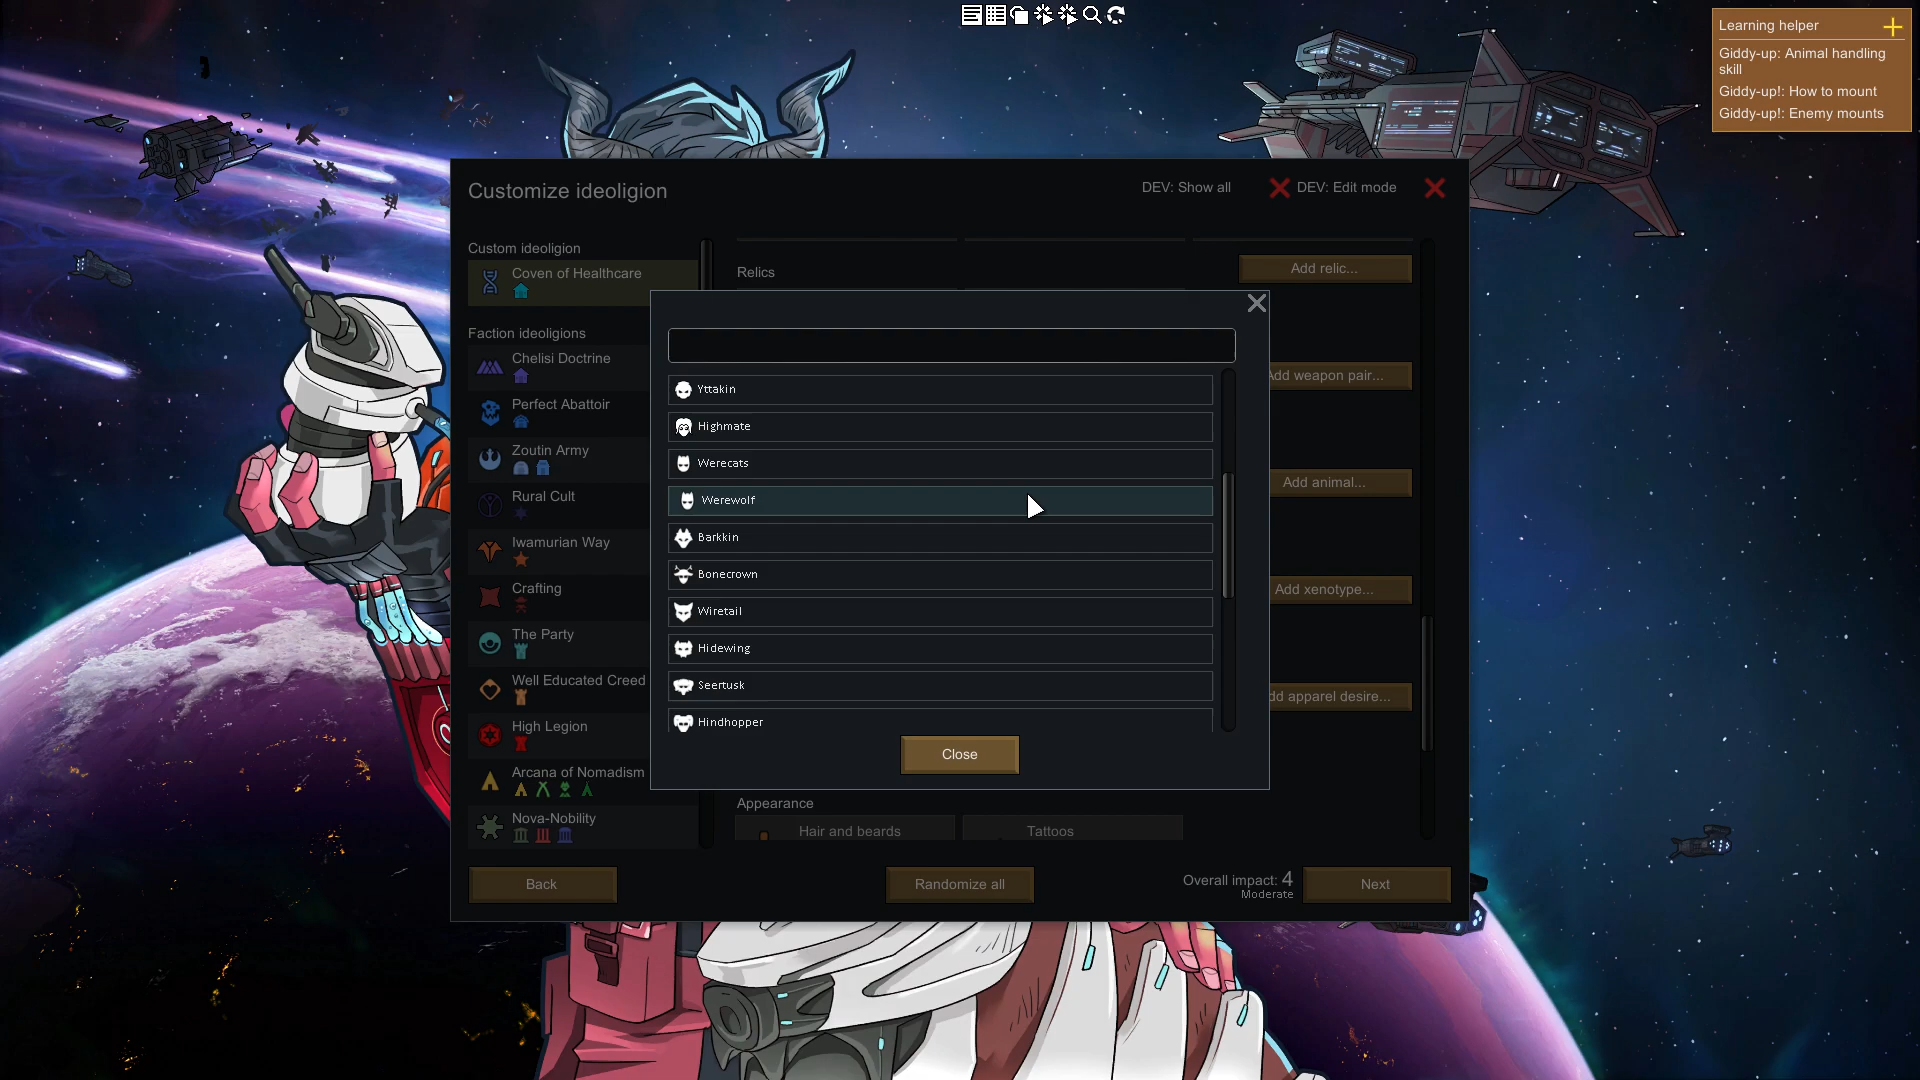 Learning helper
Giddy-up: Animal handling
skill
Giddy-up!: How to mount
Giddy-up!: Enemy mounts
Customize ideoligion
DEV: Show all
DEV: Edit mode
Custom ideoligion
Coven of Healthcare
Faction ideoligions
Chelisi Doctrine
Perfect Abattoir
Zoutin Army
Rural Cult
Iwamurian Way
Crafting
The Party
Well Educated Creed
High Legion
Arcana of Nomadism
Nova-Nobility
Relics
Add relic...
Add weapon pair...
Add animal...
Add xenotype...
dd apparel desire...
Yttakin
Highmate
Werecats
Werewolf
Barkkin
Bonecrown
Wiretail
Hidewing
Seertusk
Hindhopper
Close
Appearance
Hair and beards
Tattoos
Back
Randomize all
Overall impact: 4
Moderate
Next